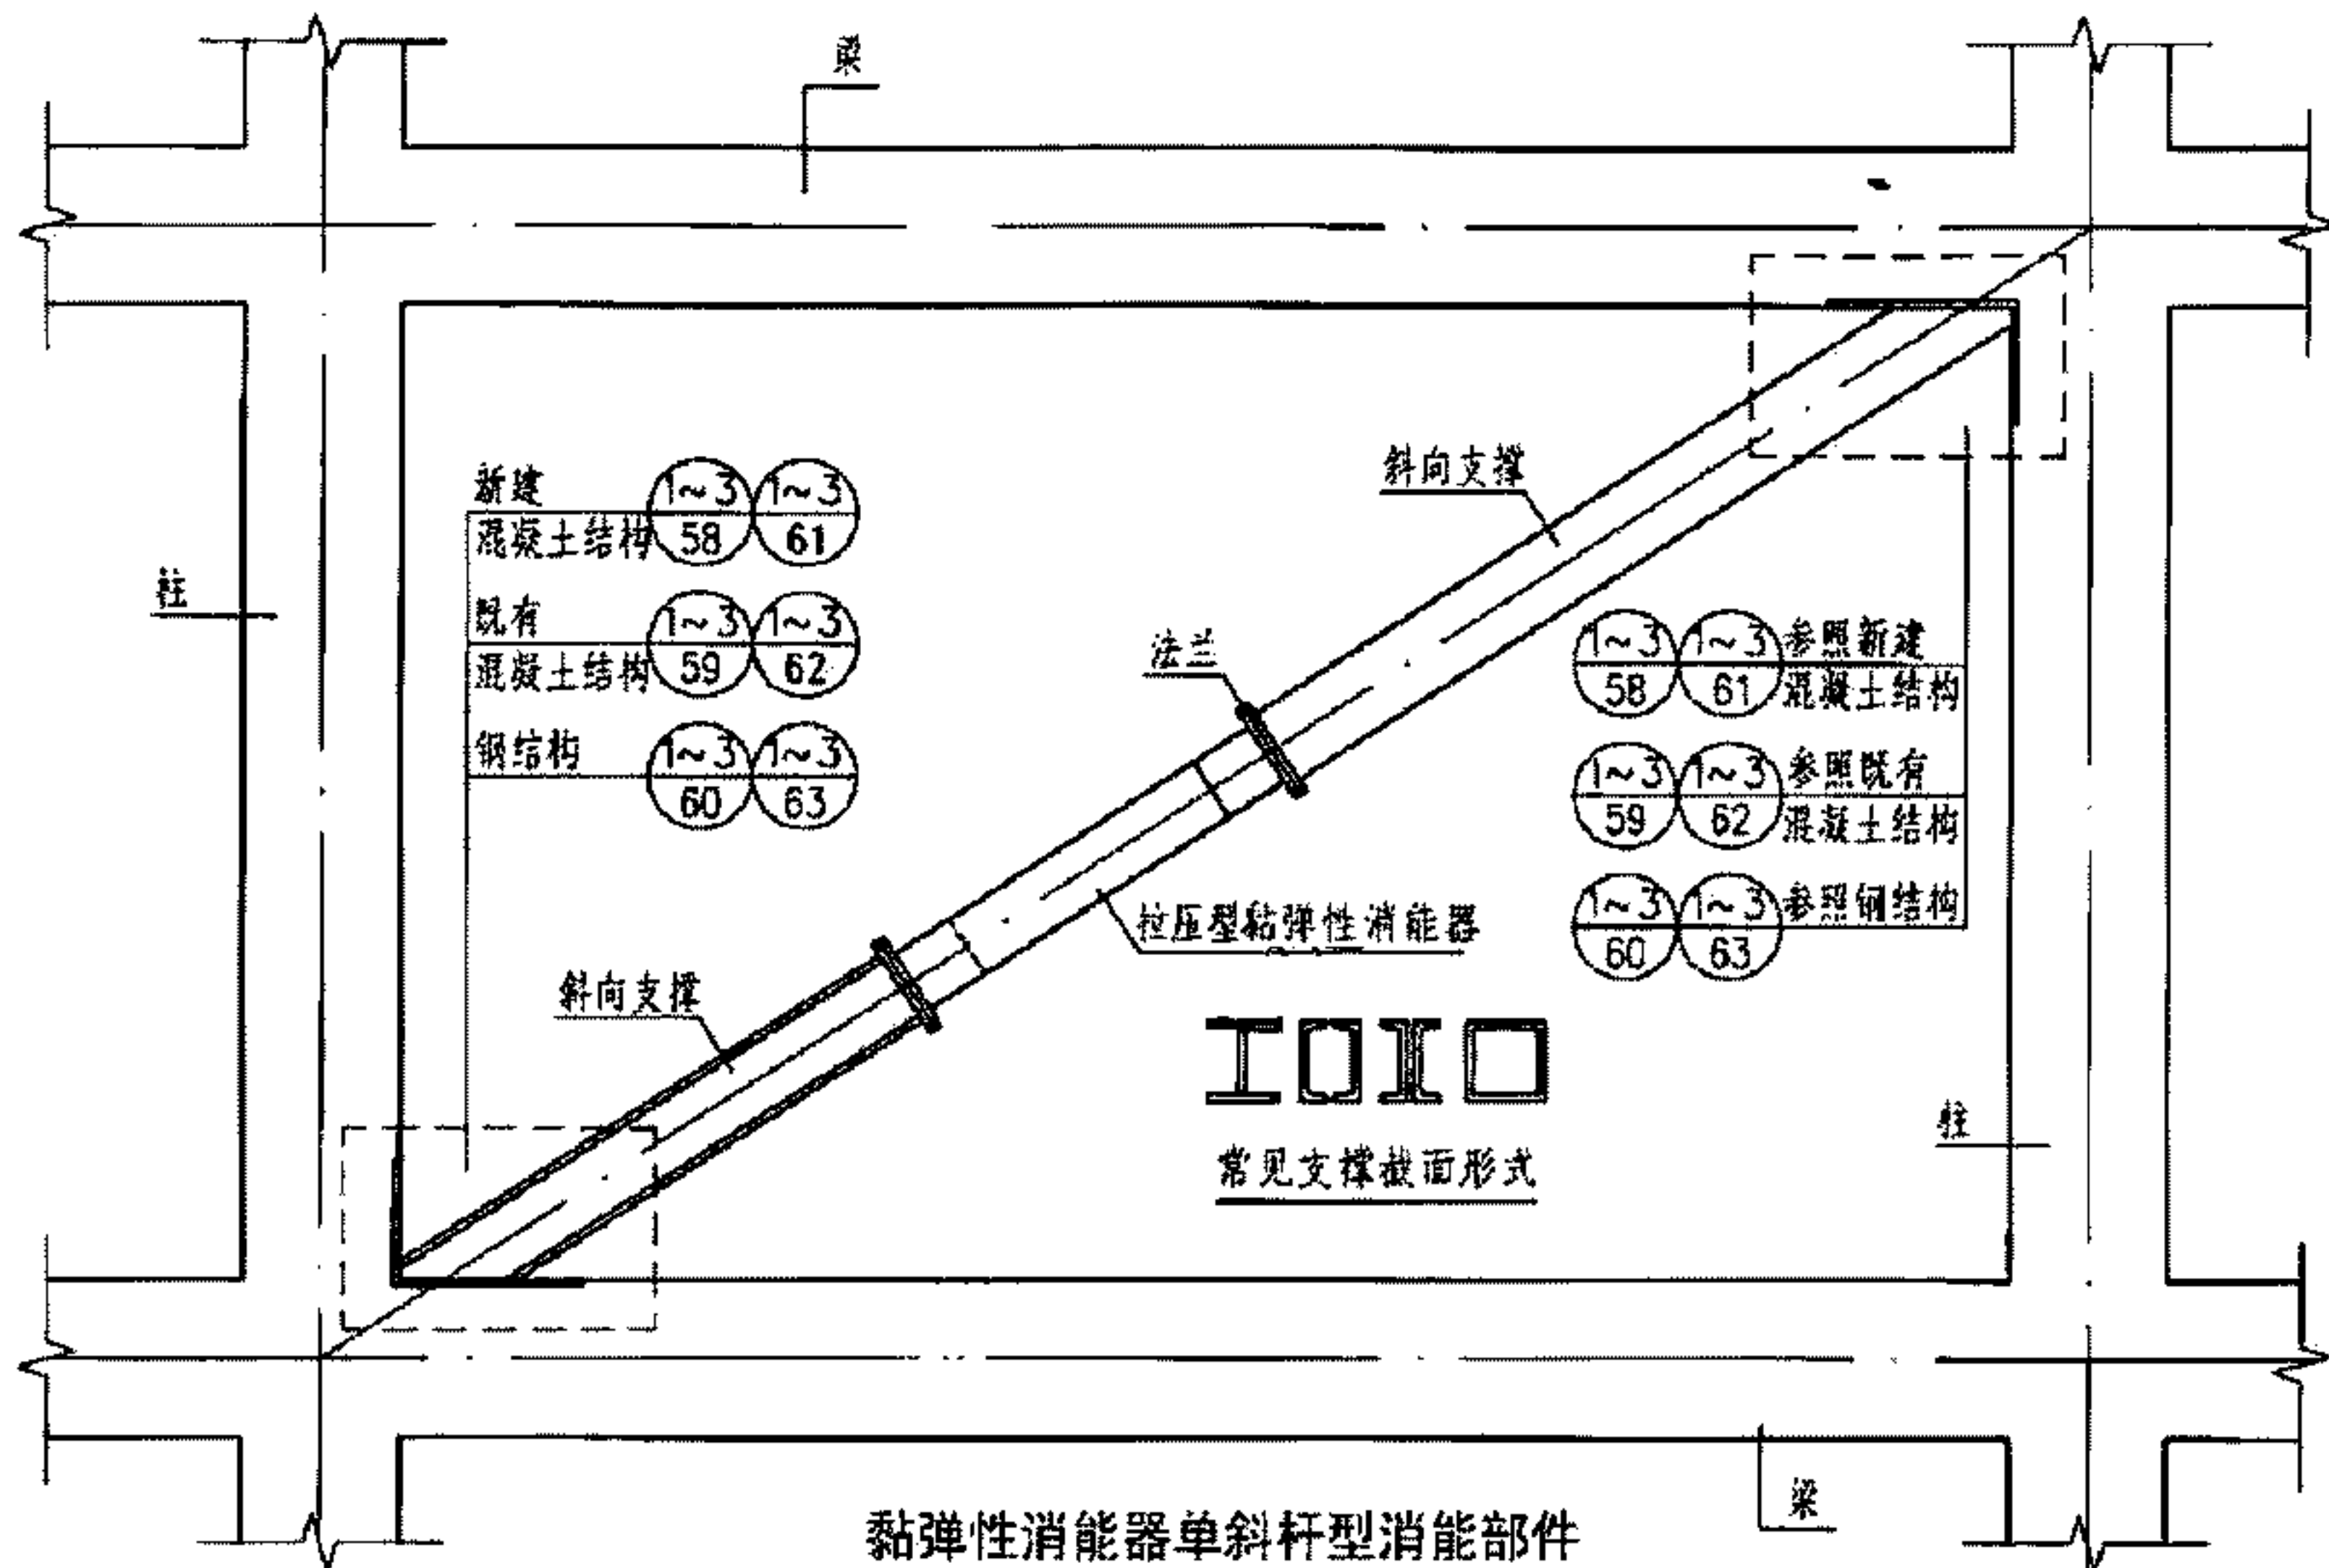 梁
新建 1~3 1~3
混凝土结构 58 61
既有 1~3 1~3
混凝土结构 59 62
钢结构 1~3 1~3
60 63
柱
斜向支撑
法兰
1~3 1~3 参照新建
58 61 混凝土结构
1~3 1~3 参照既有
59 62 混凝土结构
1~3 1~3 参照钢结构
60 63
拉压型黏弹性消能器
斜向支撑
常见支撑截面形式
柱
梁
黏弹性消能器单斜杆型消能部件